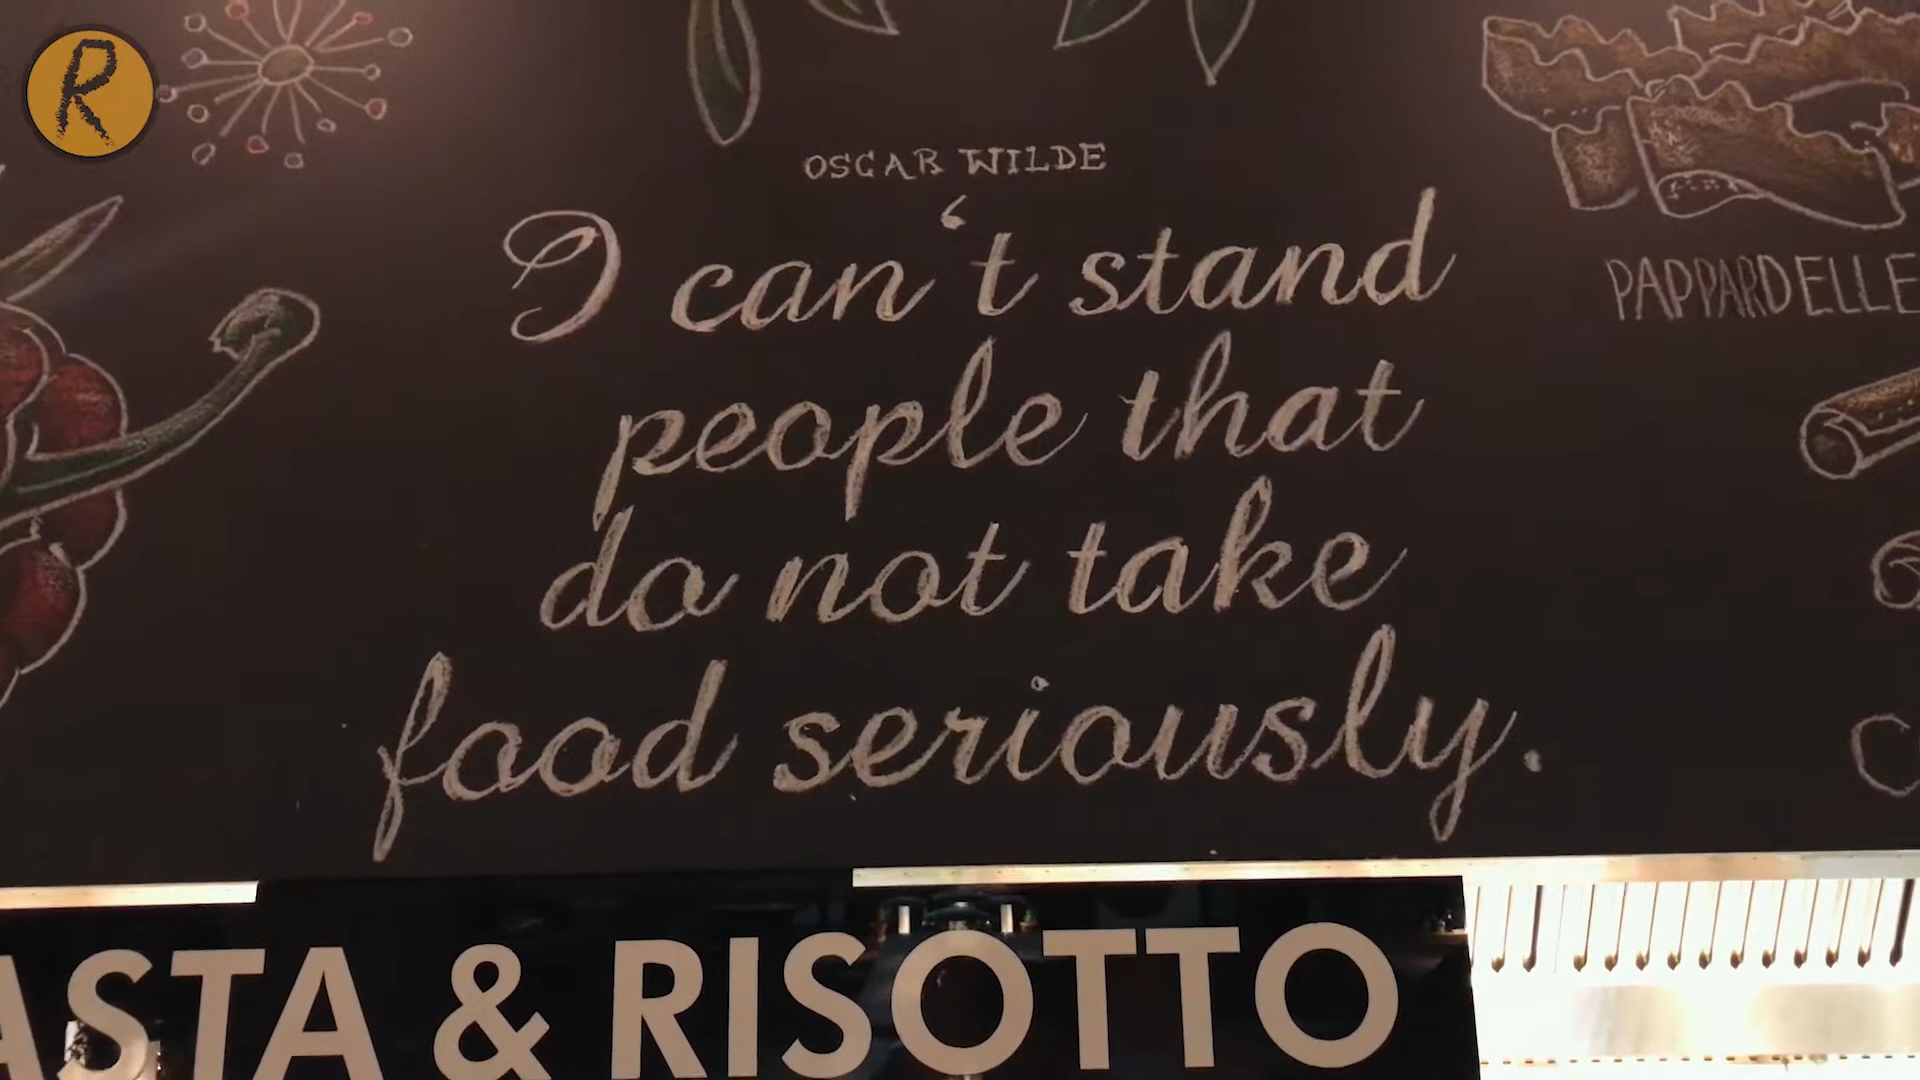 R
OSCAR WILDE
I can‘t stand
people that
do not take
food seriously.
PAPPARDELLE
C
ASTA & RISOTTO